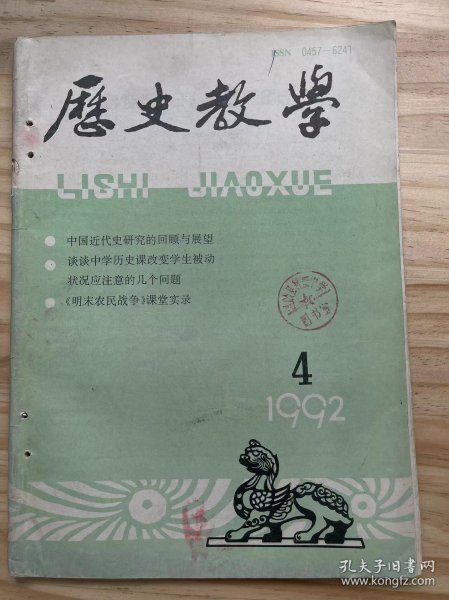 ISSN 0457-6241
歷史教學
LISHI JIAOXUE
中国近代史研究的回顾与展望
谈谈中学历史课改变学生被动
状况应注意的几个问题
《明末农民战争》课堂实录
4
1992
孔夫子旧书网
www.kongfz.com